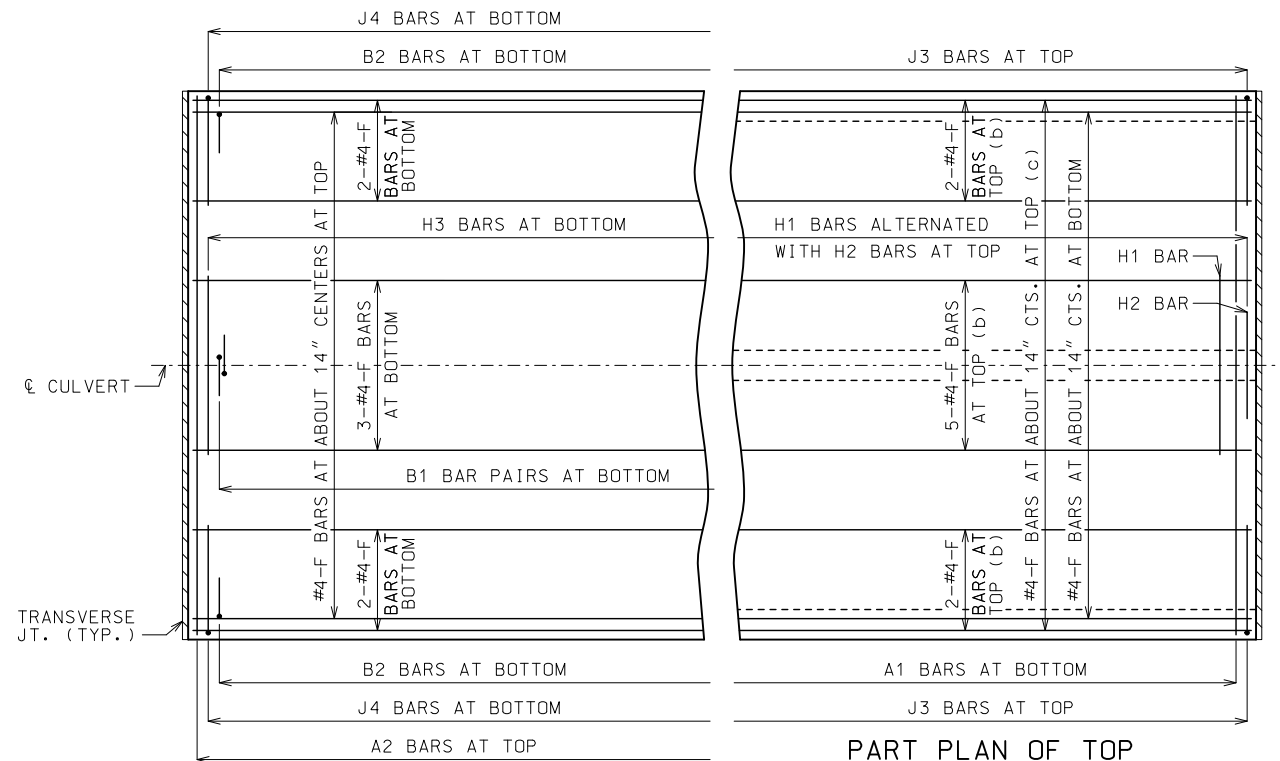 J4 BARS AT BOTTOM
B2 BARS AT BOTTOM
J3 BARS AT TOP
2-#4-F
BARS AT
BOTTOM
2-#4-F
BARS AT
TOP (b)
H3 BARS AT BOTTOM
H1 BARS ALTERNATED
WITH H2 BARS AT TOP
H1 BAR
H2 BAR
#4-F BARS AT ABOUT 14" CENTERS AT TOP
3-#4-F BARS
AT BOTTOM
5-#4-F BARS
AT TOP (b)
#4-F BARS AT ABOUT 14" CTS. AT TOP (c)
#4-F BARS AT ABOUT 14" CTS. AT BOTTOM
℄ CULVERT
B1 BAR PAIRS AT BOTTOM
2-#4-F
BARS AT
BOTTOM
2-#4-F
BARS AT
TOP (b)
TRANSVERSE
JT. (TYP.)
B2 BARS AT BOTTOM
A1 BARS AT BOTTOM
J4 BARS AT BOTTOM
J3 BARS AT TOP
A2 BARS AT TOP
PART PLAN OF TOP